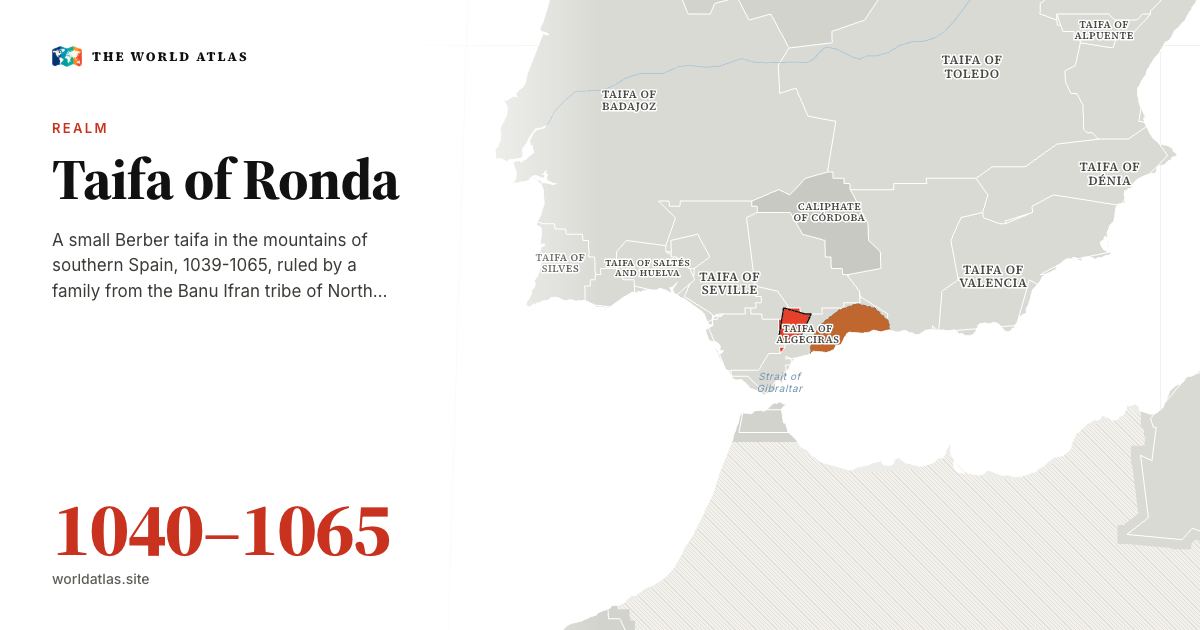 THE WORLD ATLAS
REALM
Taifa of Ronda
A small Berber taifa in the mountains of
southern Spain, 1039-1065, ruled by a
family from the Banu Ifran tribe of North…
1040–1065
worldatlas.site
TAIFA OF
ALPUENTE
TAIFA OF
TOLEDO
TAIFA OF
BADAJOZ
TAIFA OF
DÉNIA
CALIPHATE
OF CÓRDOBA
TAIFA OF
SILVES
TAIFA OF SALTÉS
AND HUELVA
TAIFA OF
SEVILLE
TAIFA OF
VALENCIA
TAIFA OF
ALGECIRAS
Strait of
Gibraltar